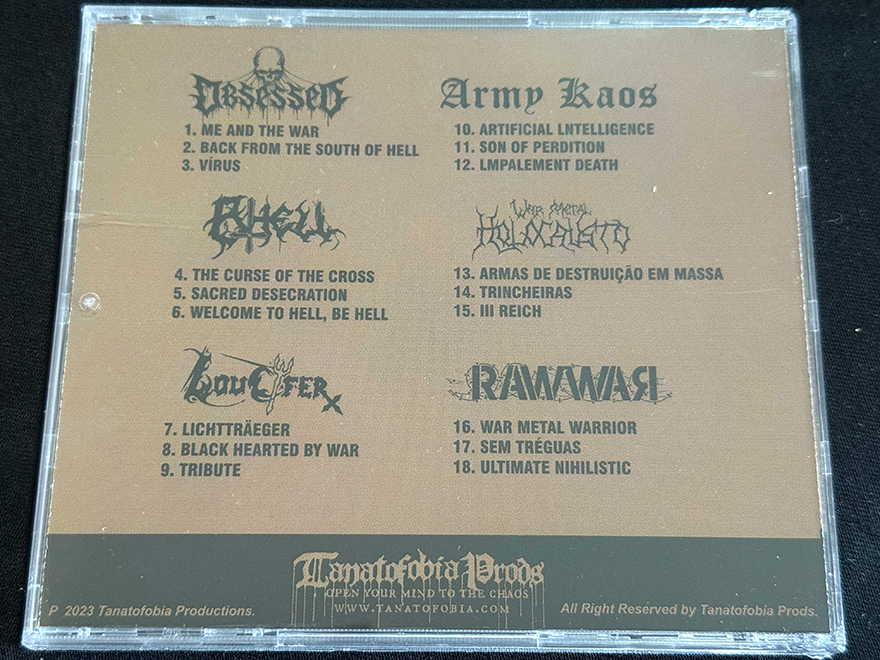 Obsessed
1. ME AND THE WAR
2. BACK FROM THE SOUTH OF HELL
3. VÍRUS
BHELL
4. THE CURSE OF THE CROSS
5. SACRED DESECRATION
6. WELCOME TO HELL, BE HELL
LOUCIFER
7. LICHTTRÄEGER
8. BLACK HEARTED BY WAR
9. TRIBUTE
Army Kaos
10. ARTIFICIAL LNTELLIGENCE
11. SON OF PERDITION
12. LMPALEMENT DEATH
WAR METAL
HOLOCAUSTO
13. ARMAS DE DESTRUIÇÃO EM MASSA
14. TRINCHEIRAS
15. III REICH
RAWWAR
16. WAR METAL WARRIOR
17. SEM TRÉGUAS
18. ULTIMATE NIHILISTIC
Tanatofobia Prods
OPEN YOUR MIND TO THE CHAOS
WWW.TANATOFOBIA.COM
P 2023 Tanatofobia Productions.
All Right Reserved by Tanatofobia Prods.